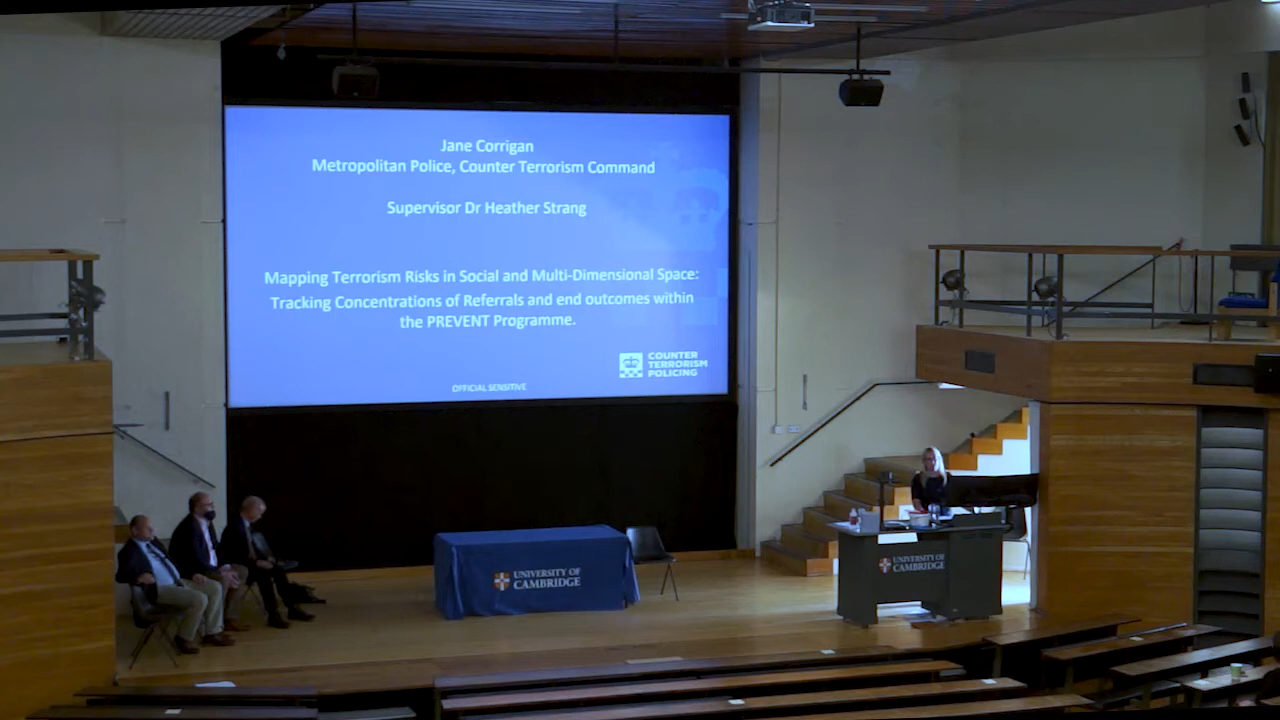 Jane Corrigan
Metropolitan Police, Counter Terrorism Command
Supervisor Dr Heather Strang
Mapping Terrorism Risks in Social and Multi-Dimensional Space:
Tracking Concentrations of Referrals and end outcomes within
the PREVENT Programme.
COUNTER
TERRORISM
POLICING
OFFICIAL SENSITIVE
UNIVERSITY OF
CAMBRIDGE
UNIVERSITY OF
CAMBRIDGE